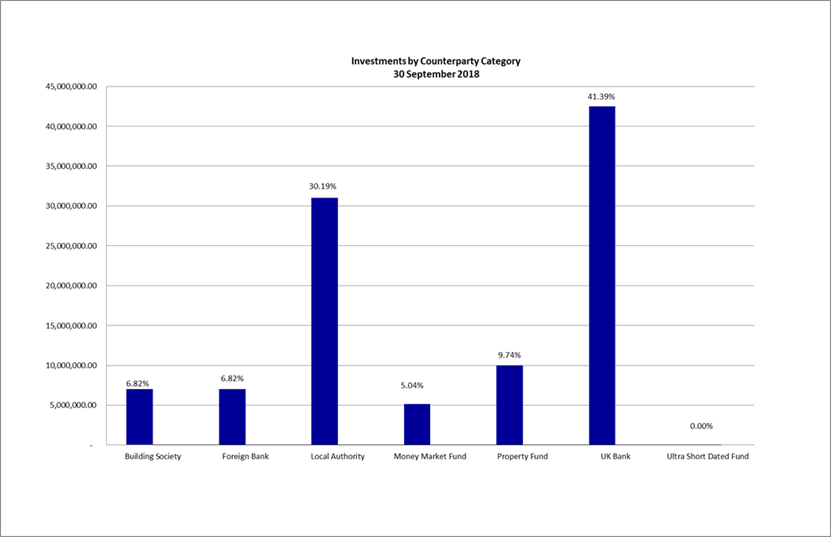 Investments by Counterparty Category
30 September 2018
45,000,000.00
40,000,000.00
35,000,000.00
30,000,000.00
25,000,000.00
20,000,000.00
15,000,000.00
10,000,000.00
5,000,000.00
-
6.82%
6.82%
30.19%
5.04%
9.74%
41.39%
0.00%
Building Society
Foreign Bank
Local Authority
Money Market Fund
Property Fund
UK Bank
Ultra Short Dated Fund